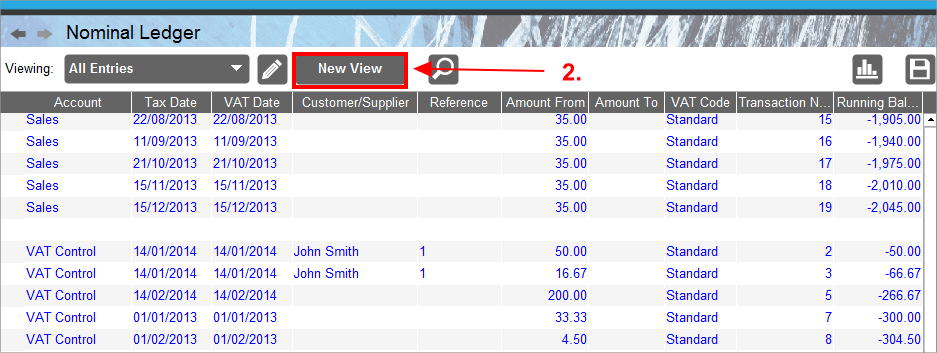 Nominal Ledger
Viewing: All Entries New View 2.
Account Tax Date VAT Date Customer/Supplier Reference Amount From Amount To VAT Code Transaction N... Running Bal...
Sales 22/08/2013 22/08/2013 35.00 Standard 15 -1,905.00
Sales 11/09/2013 11/09/2013 35.00 Standard 16 -1,940.00
Sales 21/10/2013 21/10/2013 35.00 Standard 17 -1,975.00
Sales 15/11/2013 15/11/2013 35.00 Standard 18 -2,010.00
Sales 15/12/2013 15/12/2013 35.00 Standard 19 -2,045.00
VAT Control 14/01/2014 14/01/2014 John Smith 1 50.00 Standard 2 -50.00
VAT Control 14/01/2014 14/01/2014 John Smith 1 16.67 Standard 3 -66.67
VAT Control 14/02/2014 14/02/2014 200.00 Standard 5 -266.67
VAT Control 01/01/2013 01/01/2013 33.33 Standard 7 -300.00
VAT Control 01/02/2013 01/02/2013 4.50 Standard 8 -304.50